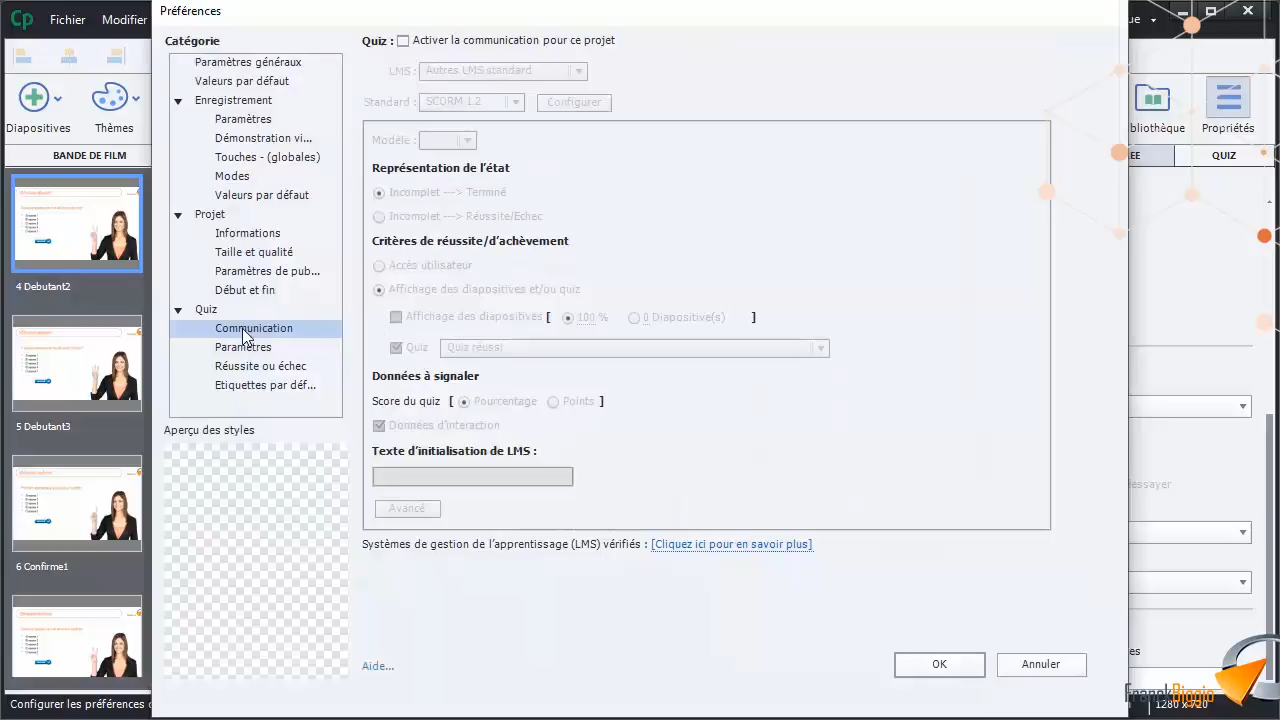 Préférences
Cp Fichier Modifier
Diapositives Thèmes
BANDE DE FILM
4 Debutant2
5 Debutant3
6 Confirme1
Configurer les préférences
Catégorie
Paramètres généraux
Valeurs par défaut
Enregistrement
Paramètres
Démonstration vi...
Touches - (globales)
Modes
Valeurs par défaut
Projet
Informations
Taille et qualité
Paramètres de pub...
Début et fin
Quiz
Communication
Paramètres
Réussite ou échec
Etiquettes par déf...
Aperçu des styles
Quiz : Activer la communication pour ce projet
LMS : Autres LMS standard
Standard : SCORM 1.2 Configurer
Modèle :
Représentation de l'état
Incomplet ---> Terminé
Incomplet ---> Réussite/Echec
Critères de réussite/d'achèvement
Accès utilisateur
Affichage des diapositives et/ou quiz
Affichage des diapositives [ 100 % 0 Diapositive(s) ]
Quiz Quiz réussi
Données à signaler
Score du quiz [ Pourcentage Points ]
Données d'interaction
Texte d'initialisation de LMS :
Avancé
Systèmes de gestion de l'apprentissage (LMS) vérifiés : [Cliquez ici pour en savoir plus]
Aide...
OK Annuler
ue
bliothèque Propriétés
EE QUIZ
essayer
es
1280 x 720